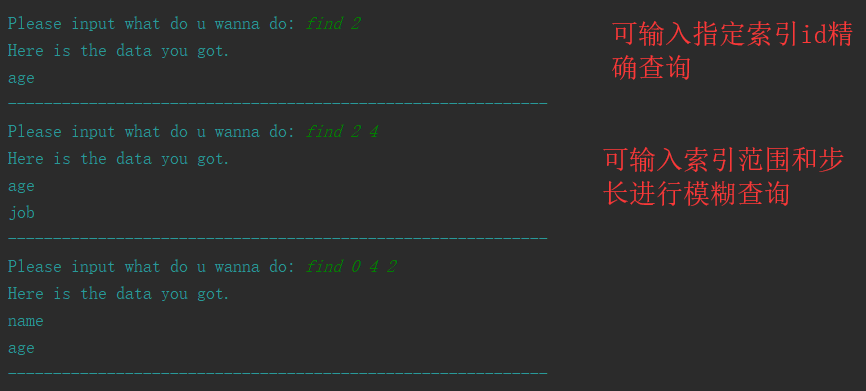 Please input what do u wanna do: find 2
Here is the data you got.
age
------------------------------------------------------------
Please input what do u wanna do: find 2 4
Here is the data you got.
age
job
------------------------------------------------------------
Please input what do u wanna do: find 0 4 2
Here is the data you got.
name
age
------------------------------------------------------------
可输入指定索引id精
确查询
可输入索引范围和步
长进行模糊查询